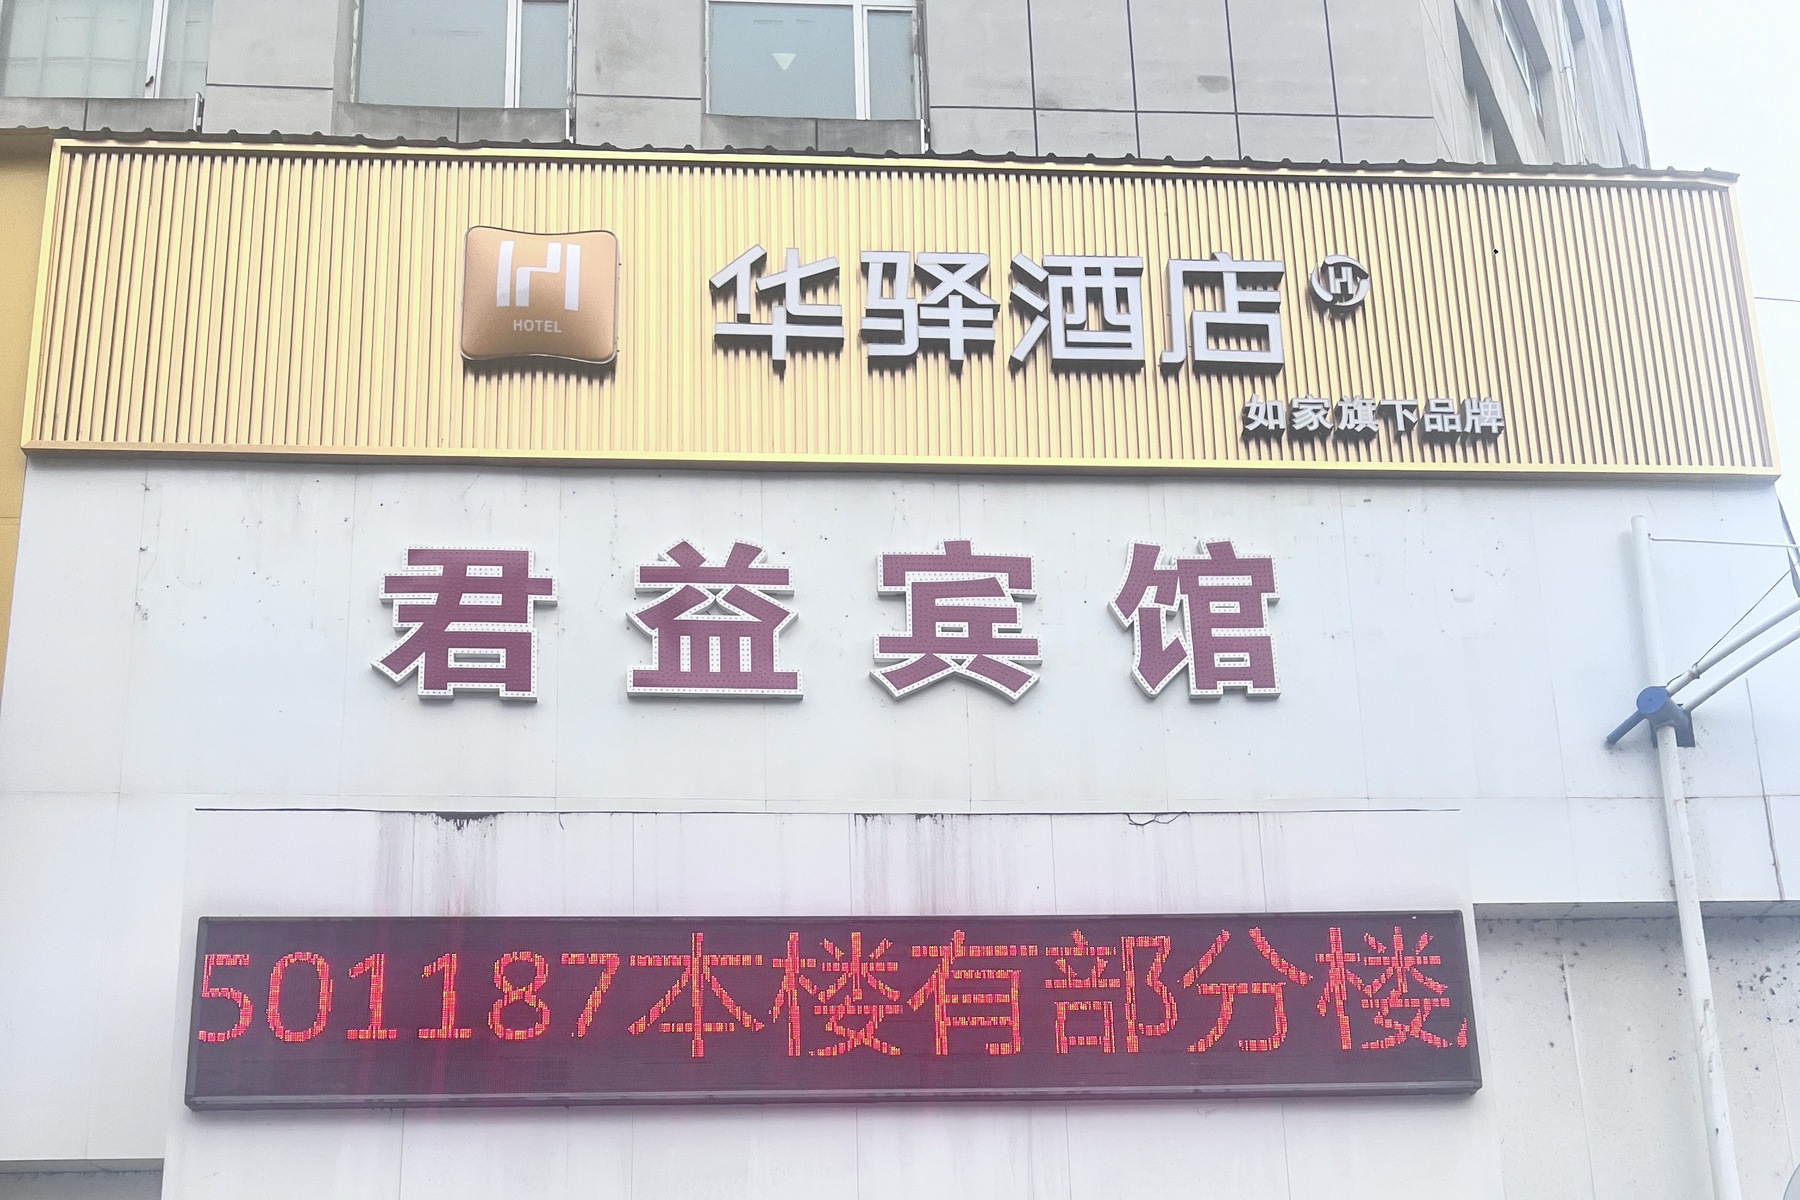 HOTEL
华驿酒店
如家旗下品牌
君益宾馆
501187本楼有部分楼